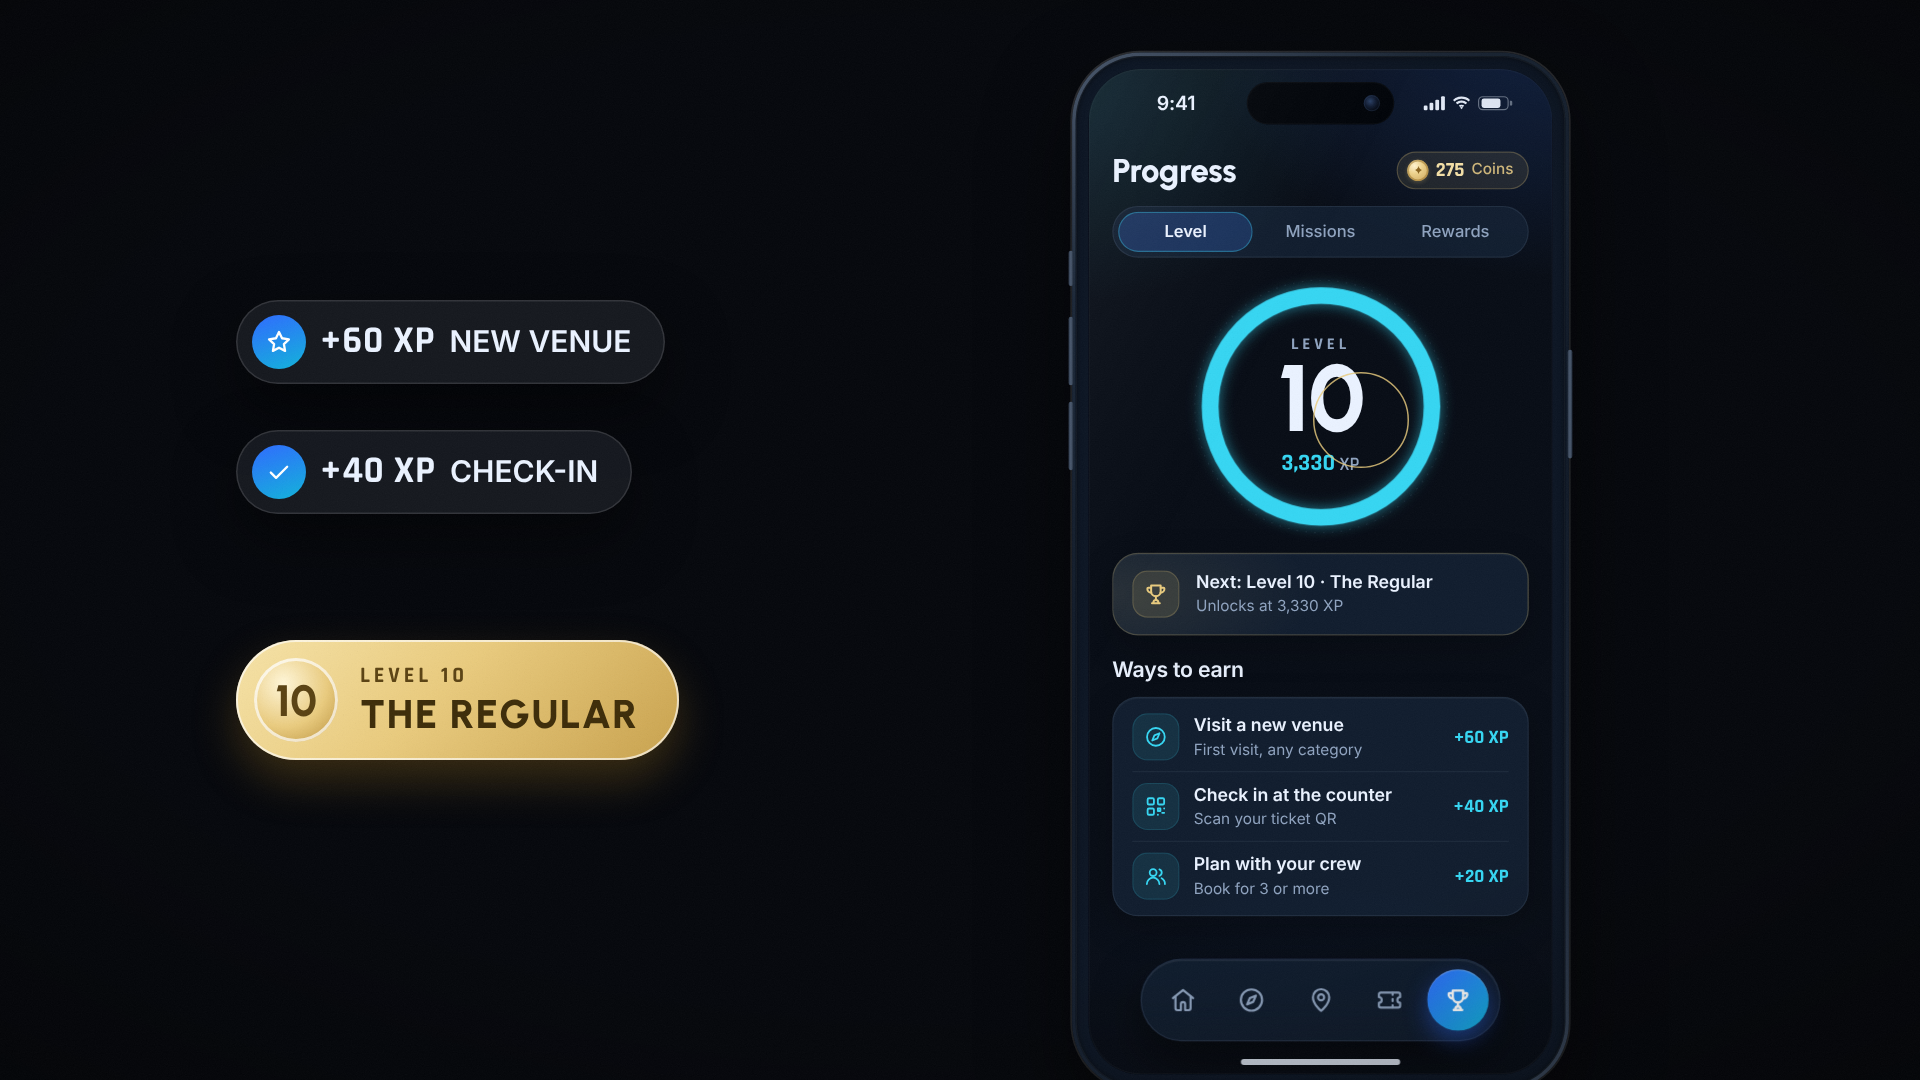 +60 XP NEW VENUE
+40 XP CHECK-IN
10
LEVEL 10
THE REGULAR
9:41
Progress
275 Coins
Level Missions Rewards
LEVEL
10
3,330 XP
Next: Level 10 · The Regular
Unlocks at 3,330 XP
Ways to earn
Visit a new venue
First visit, any category
+60 XP
Check in at the counter
Scan your ticket QR
+40 XP
Plan with your crew
Book for 3 or more
+20 XP